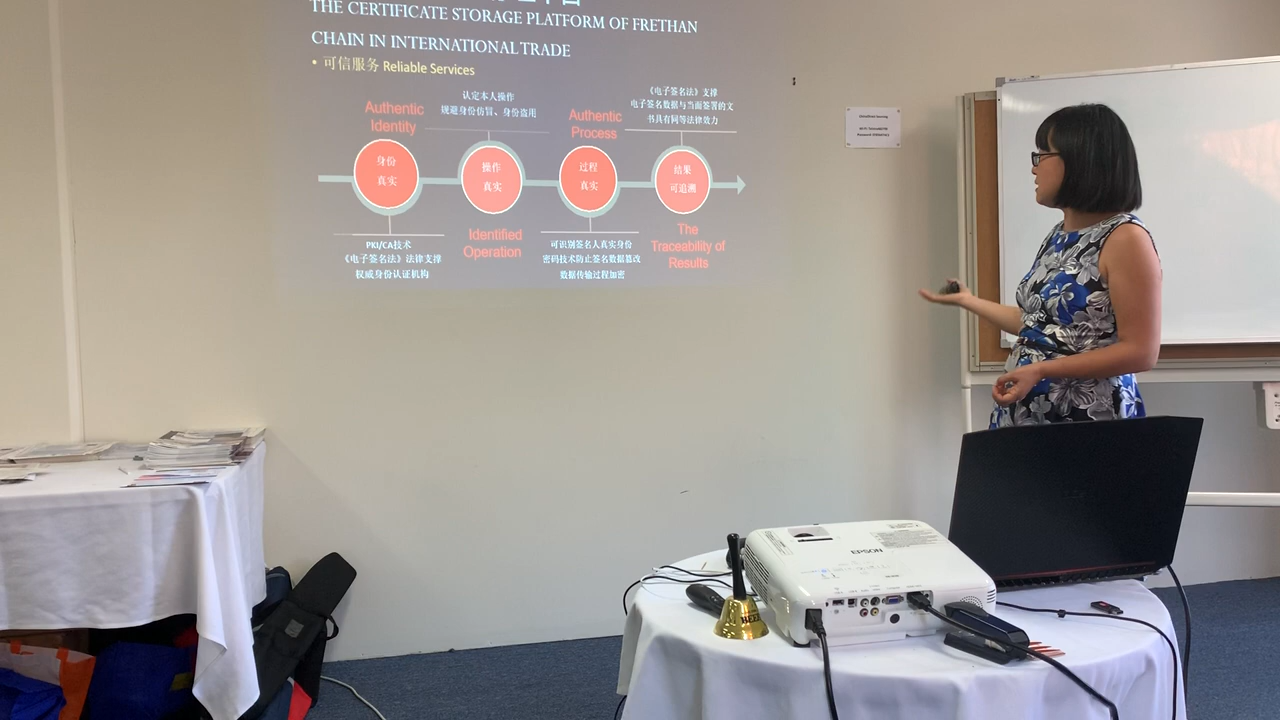 THE CERTIFICATE STORAGE PLATFORM OF FRETHAN
CHAIN IN INTERNATIONAL TRADE
• 可信服务 Reliable Services
Authentic
Identity
认定本人操作
规避身份仿冒、身份盗用
Authentic
Process
《电子签名法》支撑
电子签名数据与当面签署的文
书具有同等法律效力
身份
真实
操作
真实
过程
真实
结果
可追溯
PKI/CA技术
《电子签名法》法律支撑
权威身份认证机构
Identified
Operation
可识别签名人真实身份
密码技术防止签名数据篡改
数据传输过程加密
The
Traceability of
Results
EPSON